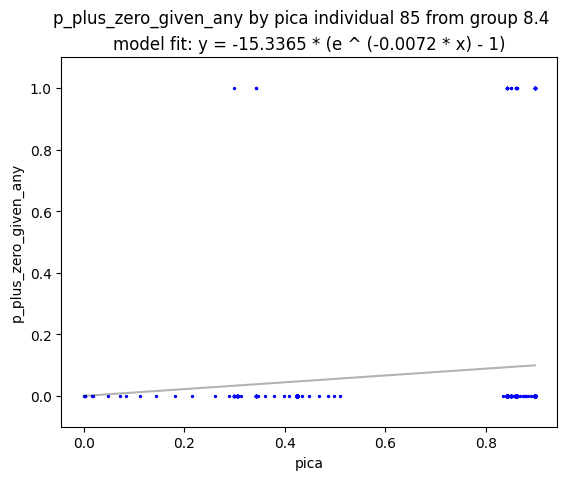 p_plus_zero_given_any by pica individual 85 from group 8.4
model fit: y = -15.3365 * (e ^ (-0.0072 * x) - 1)
1.0
0.8
0.6
0.4
0.2
0.0
p_plus_zero_given_any
0.0 0.2 0.4 0.6 0.8
pica